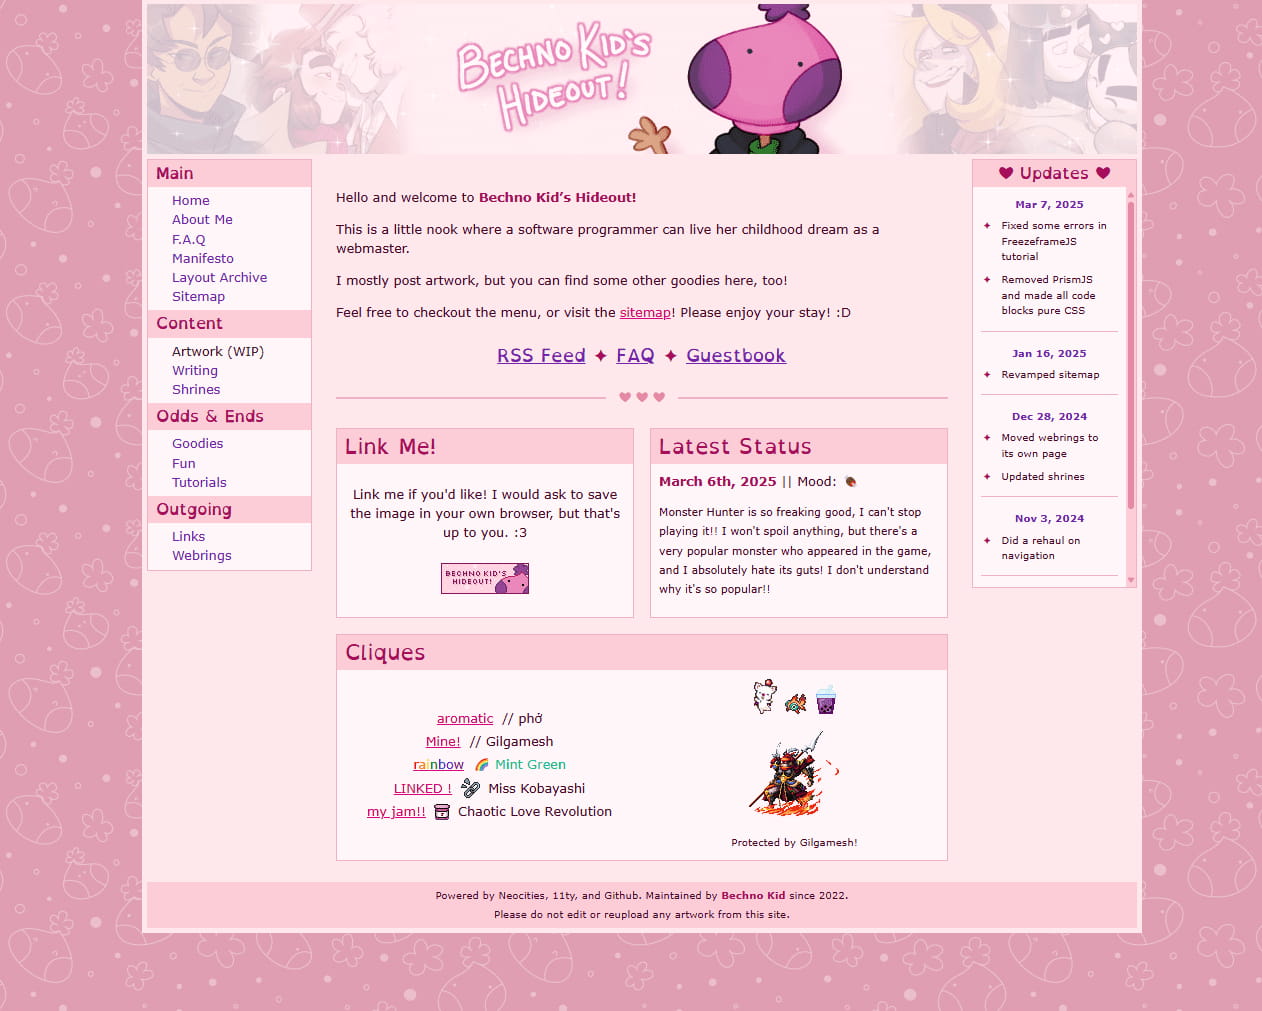 BECHNO KID'S
HIDEOUT!
Main
Home
About Me
F.A.Q
Manifesto
Layout Archive
Sitemap
Content
Artwork (WIP)
Writing
Shrines
Odds & Ends
Goodies
Fun
Tutorials
Outgoing
Links
Webrings
Hello and welcome to Bechno Kid’s Hideout!
This is a little nook where a software programmer can live her childhood dream as a
webmaster.
I mostly post artwork, but you can find some other goodies here, too!
Feel free to checkout the menu, or visit the sitemap! Please enjoy your stay! :D
RSS Feed ✦ FAQ ✦ Guestbook
Link Me!
Link me if you'd like! I would ask to save
the image in your own browser, but that's
up to you. :3
BECHNO KID'S
HIDEOUT!
Latest Status
March 6th, 2025 || Mood:
Monster Hunter is so freaking good, I can't stop
playing it!! I won't spoil anything, but there's a
very popular monster who appeared in the game,
and I absolutely hate its guts! I don't understand
why it's so popular!!
Cliques
aromatic // phở
Mine! // Gilgamesh
rainbow 🌈 Mint Green
LINKED ! Miss Kobayashi
my jam!! Chaotic Love Revolution
Protected by Gilgamesh!
♥ Updates ♥
Mar 7, 2025
✦ Fixed some errors in
FreezeframeJS
tutorial
✦ Removed PrismJS
and made all code
blocks pure CSS
Jan 16, 2025
✦ Revamped sitemap
Dec 28, 2024
✦ Moved webrings to
its own page
✦ Updated shrines
Nov 3, 2024
✦ Did a rehaul on
navigation
Powered by Neocities, 11ty, and Github. Maintained by Bechno Kid since 2022.
Please do not edit or reupload any artwork from this site.